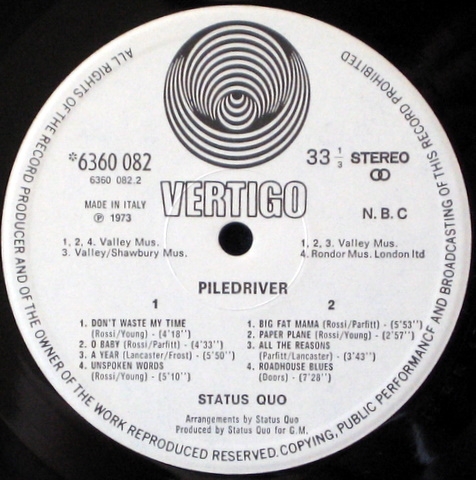 ALL RIGHTS OF THE RECORD PRODUCER AND OF THE OWNER OF THE WORK REPRODUCED RESERVED. COPYING, PUBLIC PERFORMANCE AND BROADCASTING OF THIS RECORD PROHIBITED
*6360 082
6360 082.2
33 1/3 STEREO
VERTIGO
MADE IN ITALY
℗ 1973
N.B.C
1, 2, 4. Valley Mus.
3. Valley/Shawbury Mus.
1, 2, 3. Valley Mus.
4. Rondor Mus. London ltd
PILEDRIVER
1
1. DON'T WASTE MY TIME
(Rossi/Young) - (4'18'')
2. O BABY (Rossi/Parfitt) - (4'33'')
3. A YEAR (Lancaster/Frost) - (5'50'')
4. UNSPOKEN WORDS
(Rossi/Young) - (5'10'')
2
1. BIG FAT MAMA (Rossi/Parfitt) - (5'53'')
2. PAPER PLANE (Rossi/Young) - (2'57'')
3. ALL THE REASONS
(Parfitt/Lancaster) - (3'43'')
4. ROADHOUSE BLUES
(Doors) - (7'28'')
STATUS QUO
Arrangements by Status Quo
Produced by Status Quo for G.M.